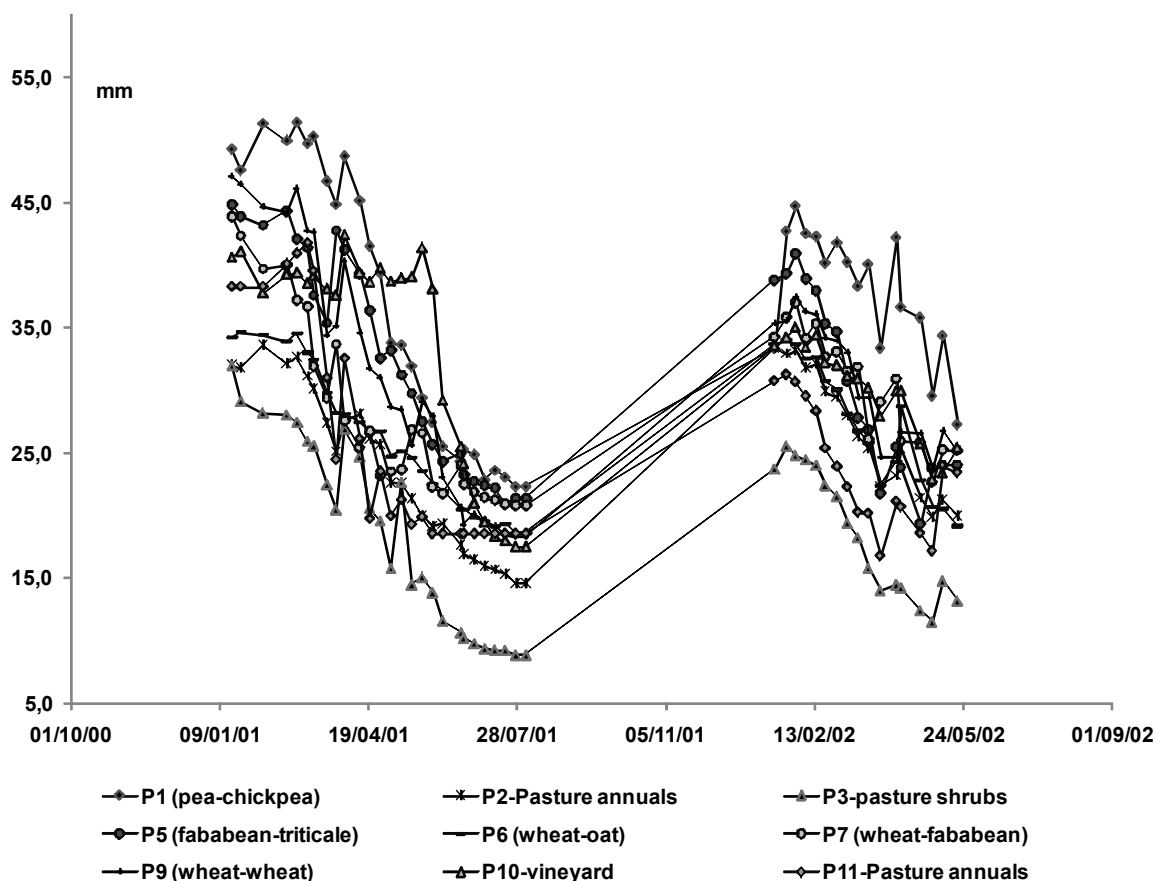 55,0
mm
45,0
35,0
25,0
15,0
5,0
01/10/00 09/01/01 19/04/01 28/07/01 05/11/01 13/02/02 24/05/02 01/09/02
P1 (pea-chickpea) P2-Pasture annuals P3-pasture shrubs
P5 (fababean-triticale) P6 (wheat-oat) P7 (wheat-fababean)
P9 (wheat-wheat) P10-vineyard P11-Pasture annuals